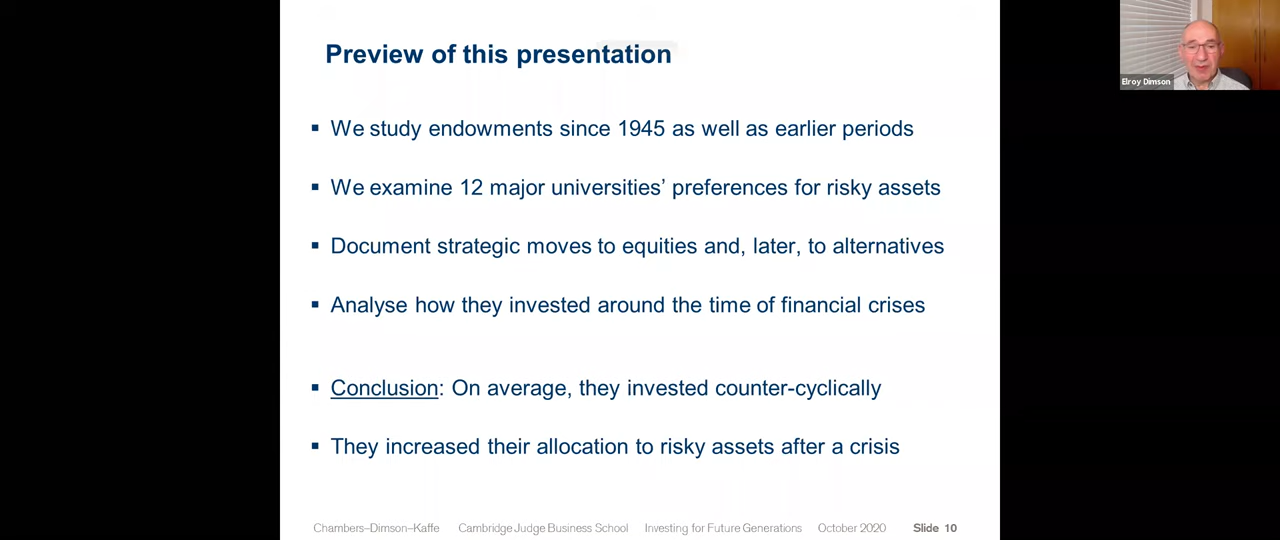 Preview of this presentation
▪ We study endowments since 1945 as well as earlier periods
▪ We examine 12 major universities’ preferences for risky assets
▪ Document strategic moves to equities and, later, to alternatives
▪ Analyse how they invested around the time of financial crises
▪ Conclusion: On average, they invested counter-cyclically
▪ They increased their allocation to risky assets after a crisis
Chambers–Dimson–Kaffe Cambridge Judge Business School Investing for Future Generations October 2020 Slide 10
Elroy Dimson